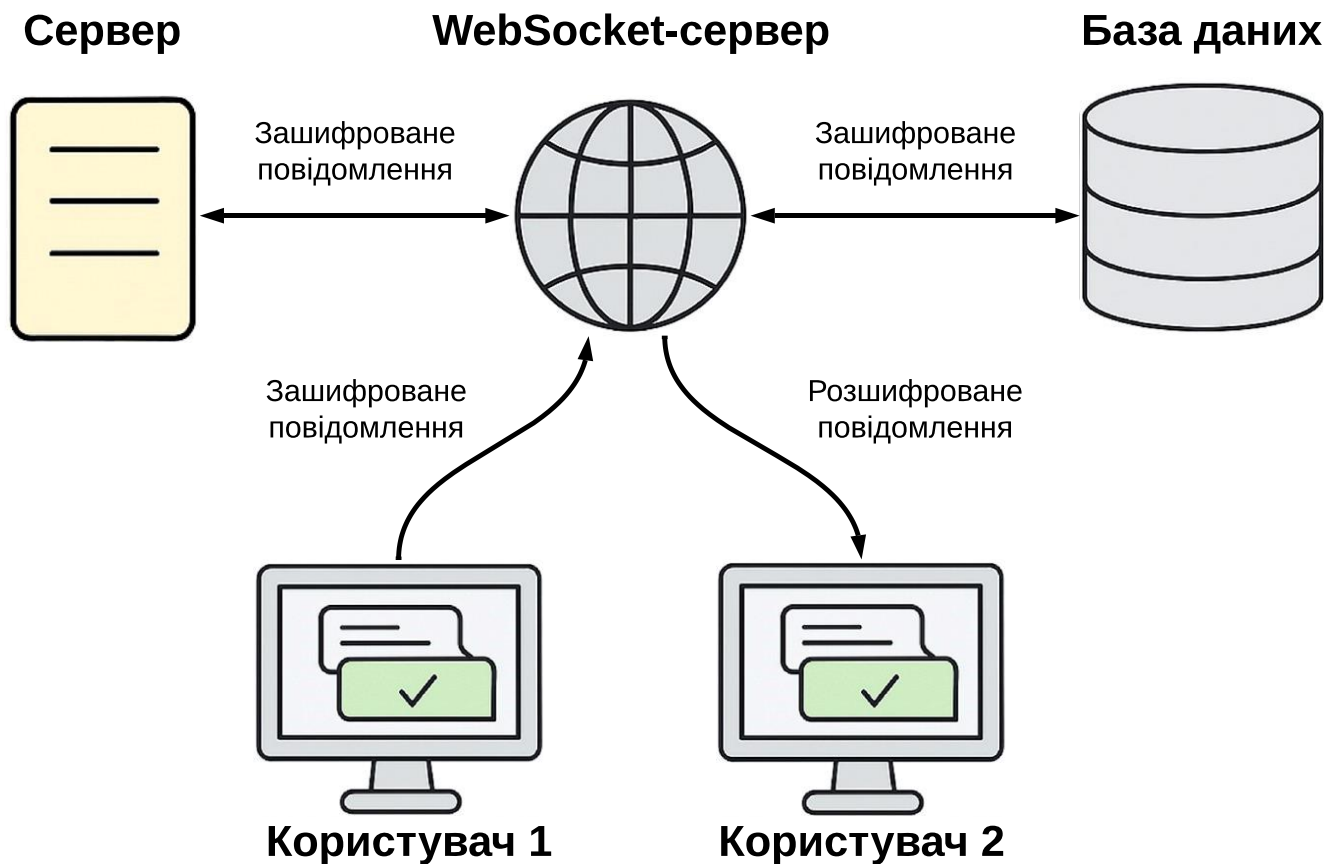 Сервер
WebSocket-сервер
База даних
Зашифроване
повідомлення
Зашифроване
повідомлення
Зашифроване
повідомлення
Розшифроване
повідомлення
Користувач 1
Користувач 2